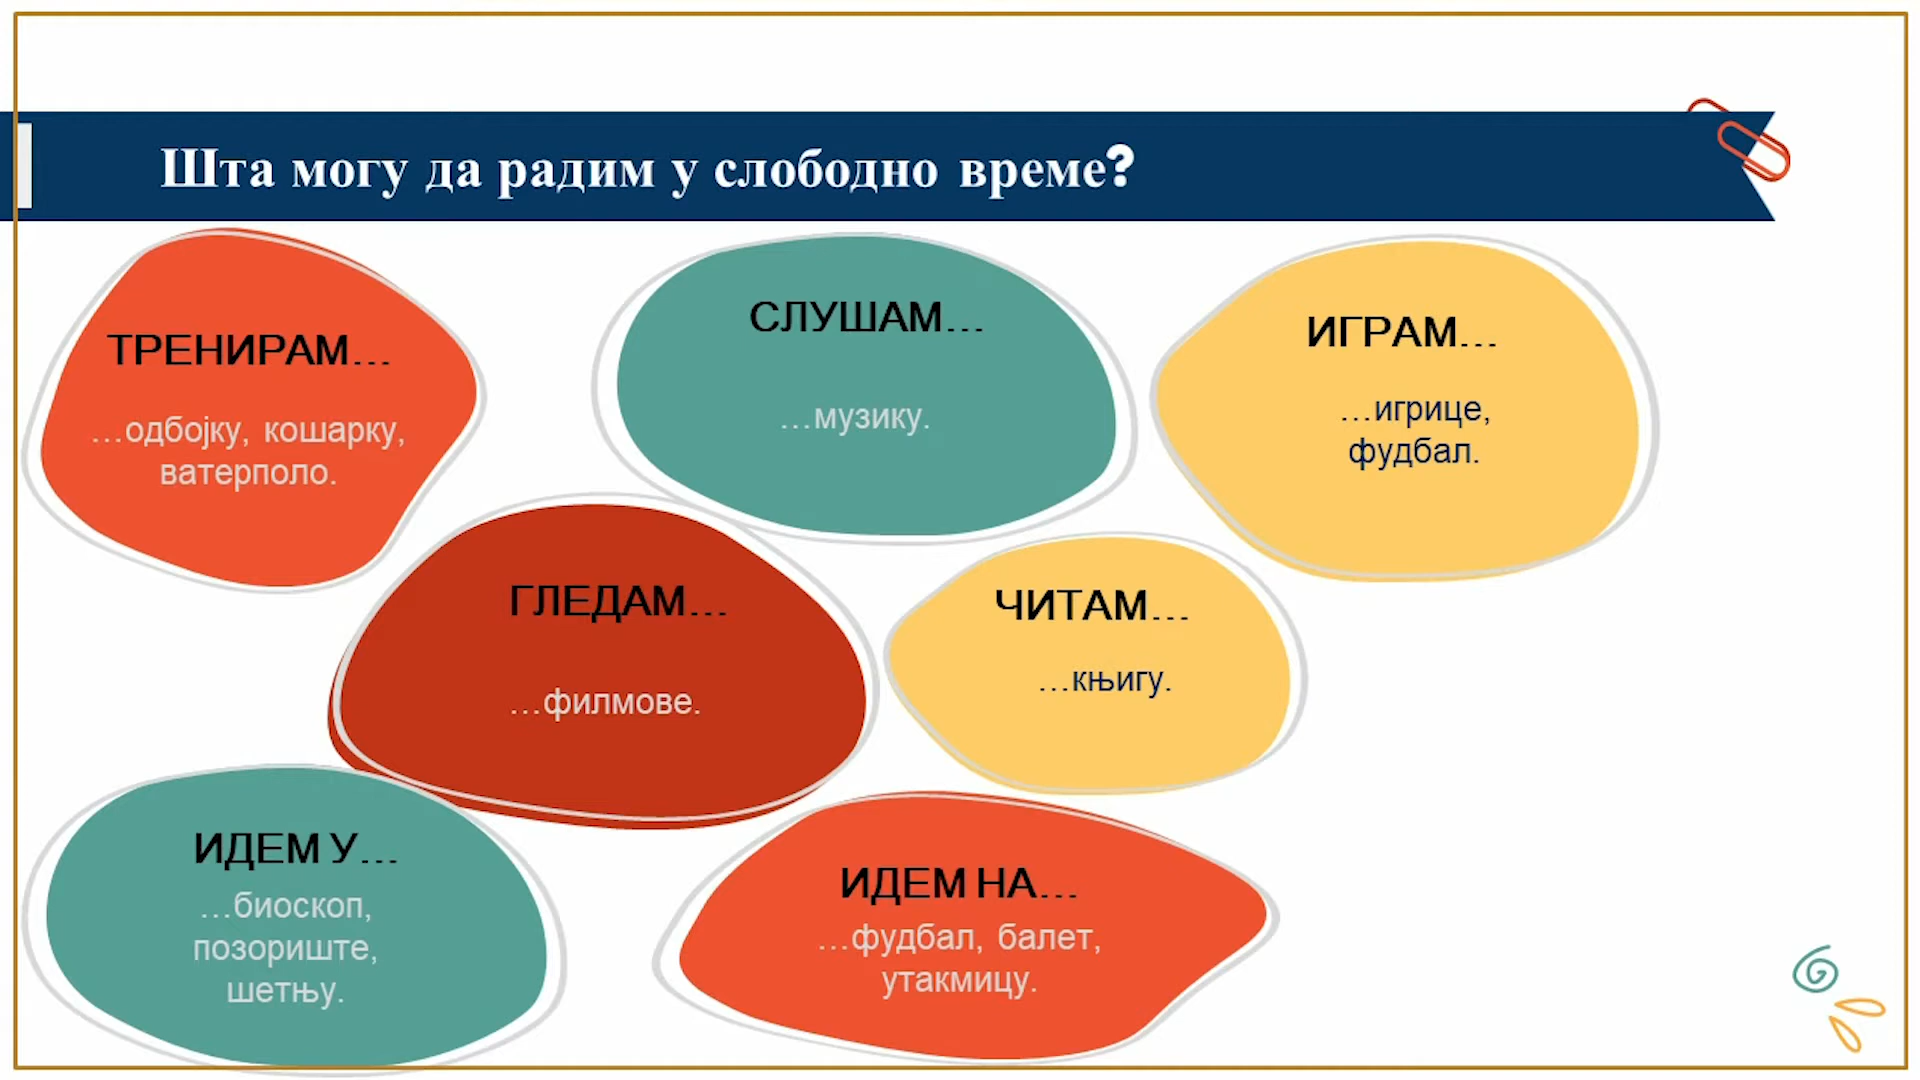 Шта могу да радим у слободно време?
ТРЕНИРАМ...
...одбојку, кошарку,
ватерполо.
СЛУШАМ...
...музику.
ИГРАМ...
...игрице,
фудбал.
ГЛЕДАМ...
...филмове.
ЧИТАМ...
...књигу.
ИДЕМ У...
...биоскоп,
позориште,
шетњу.
ИДЕМ НА...
...фудбал, балет,
утакмицу.